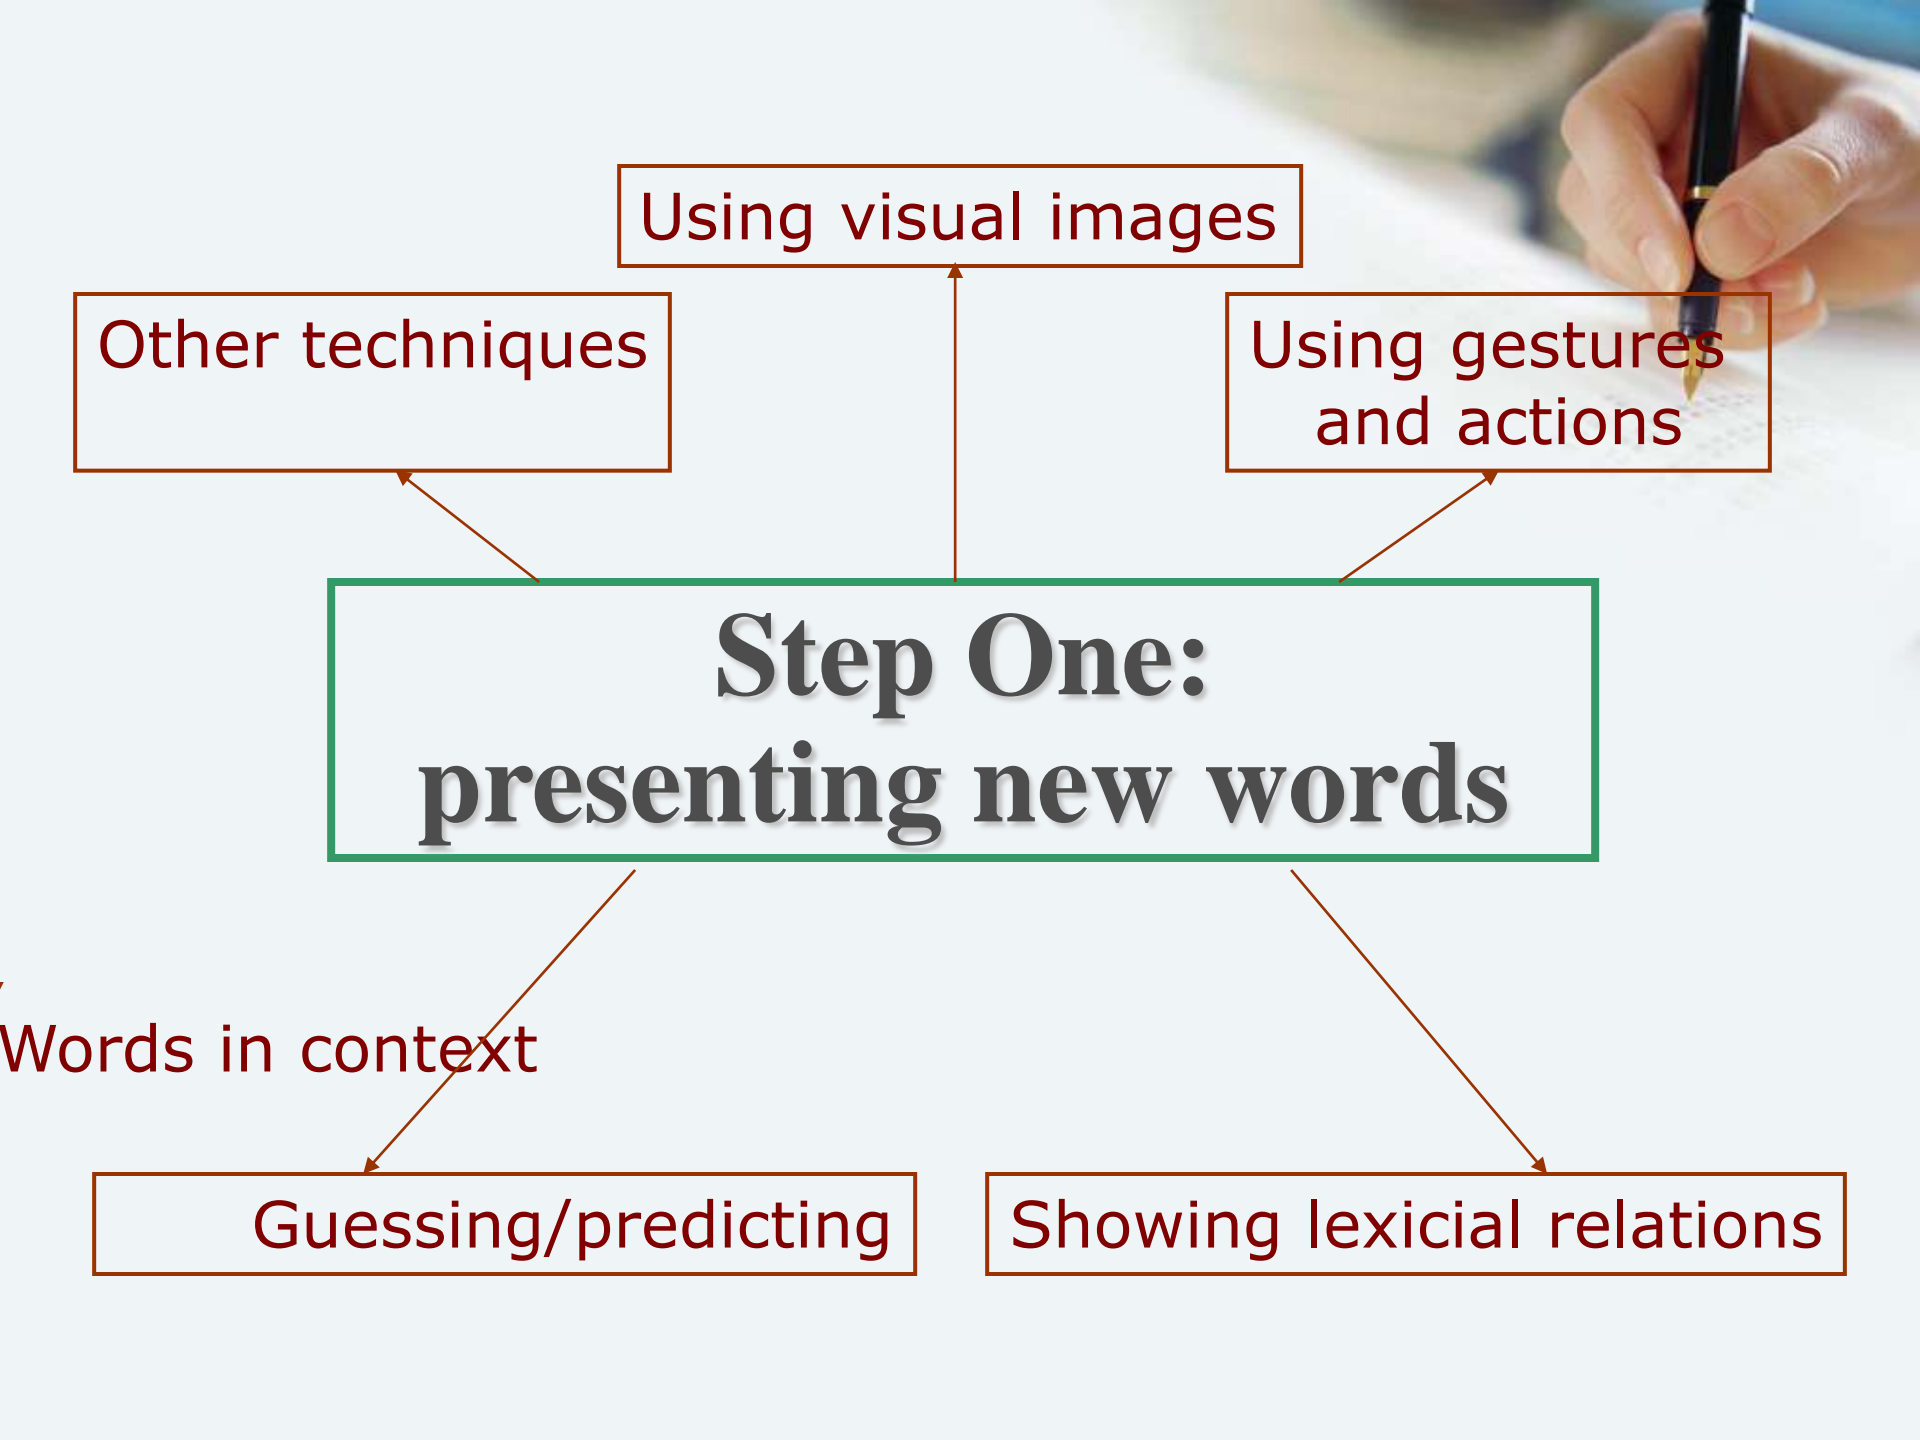 Using visual images
Other techniques
Using gestures
and actions
Step One:
presenting new words
Words in context
Guessing/predicting
Showing lexicial relations